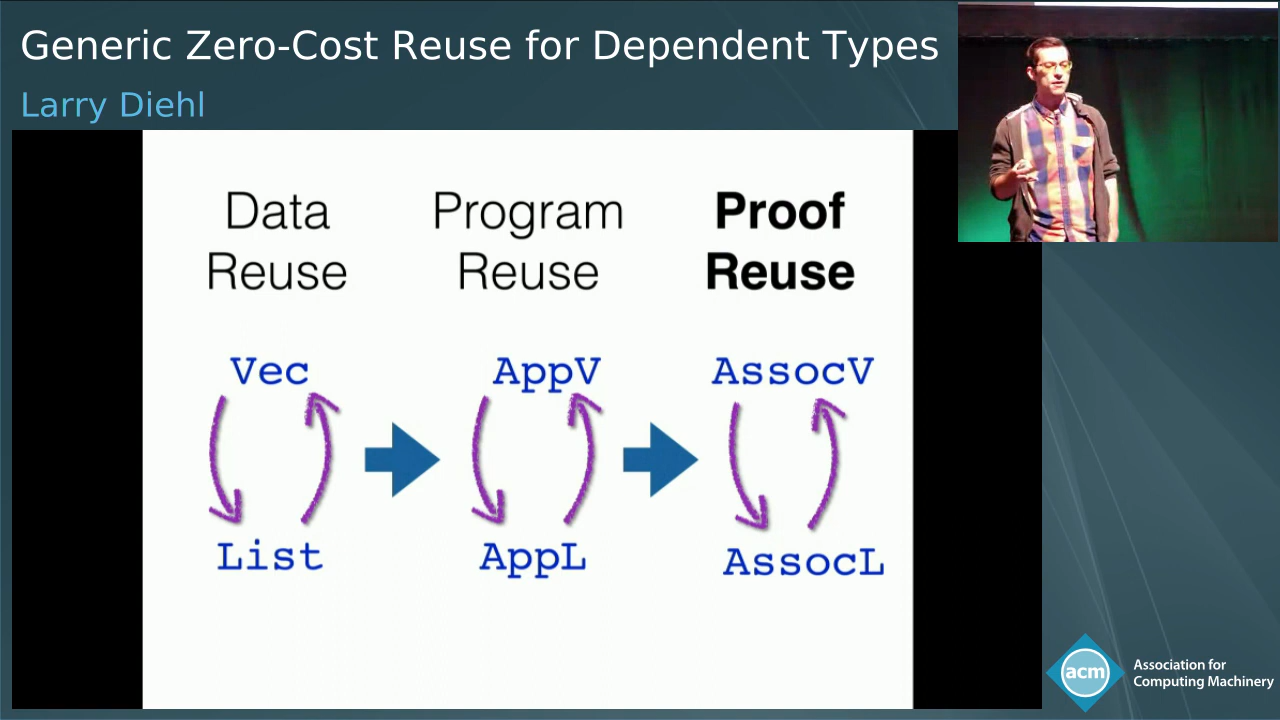 Generic Zero-Cost Reuse for Dependent Types
Larry Diehl
Data Reuse
Program Reuse
Proof Reuse
Vec
AppV
AssocV
List
AppL
AssocL
acm
Association for
Computing Machinery